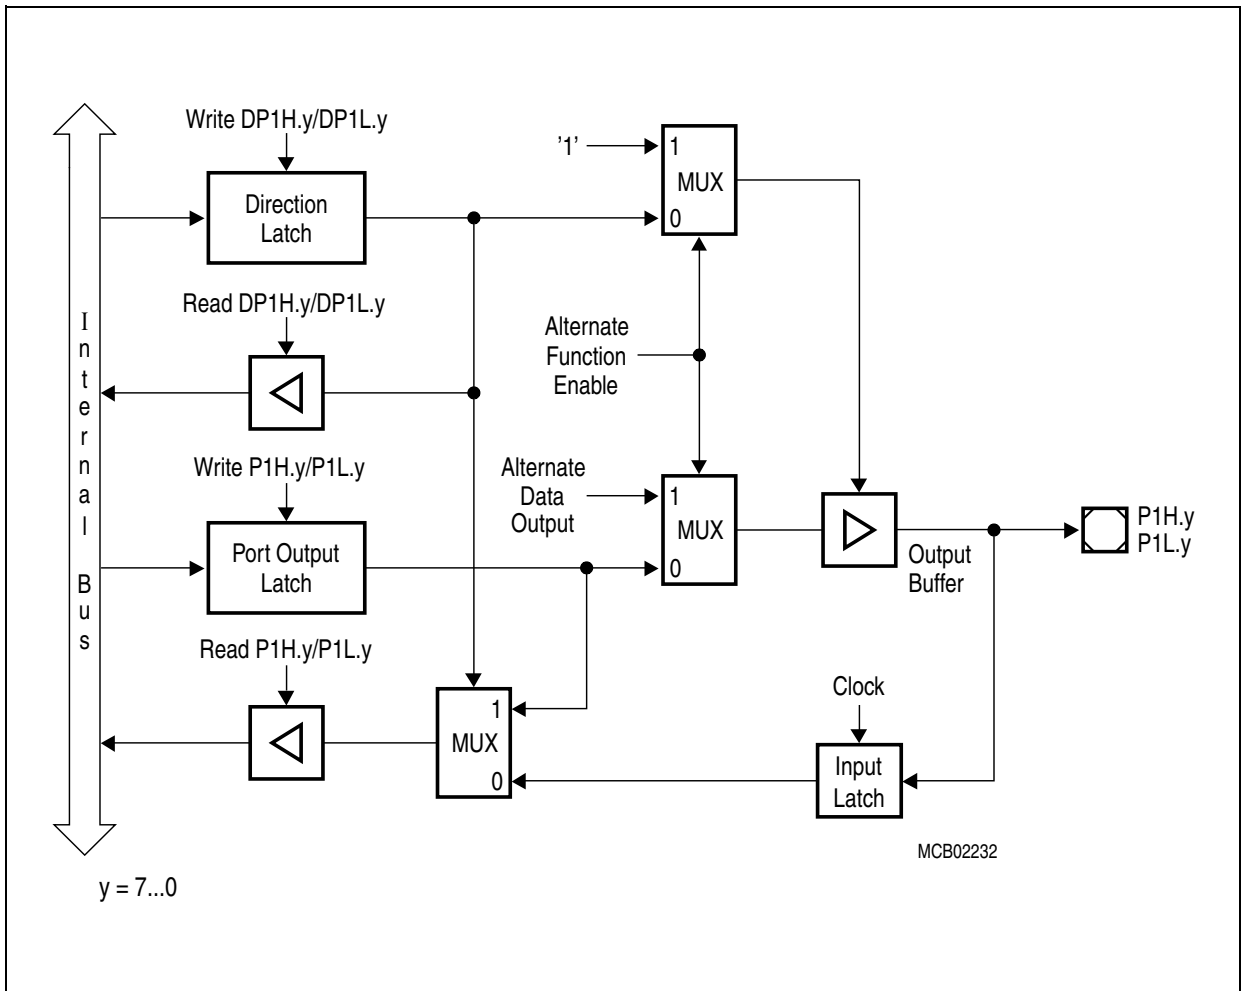 Write DP1H.y/DP1L.y
'1'
1
MUX
0
Direction
Latch
Read DP1H.y/DP1L.y
Internal Bus
Alternate
Function
Enable
Write P1H.y/P1L.y
Alternate
Data
Output
1
MUX
0
Port Output
Latch
Output
Buffer
P1H.y
P1L.y
Read P1H.y/P1L.y
1
MUX
0
Clock
Input
Latch
MCB02232
y = 7...0